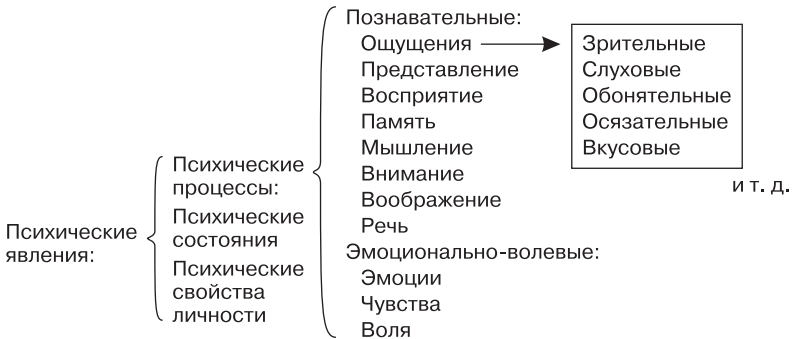 Психические
явления:
Психические
процессы:
Психические
состояния
Психические
свойства
личности
Познавательные:
Ощущения
Представление
Восприятие
Память
Мышление
Внимание
Воображение
Речь
Эмоционально-волевые:
Эмоции
Чувства
Воля
Зрительные
Слуховые
Обонятельные
Осязательные
Вкусовые
и т. д.